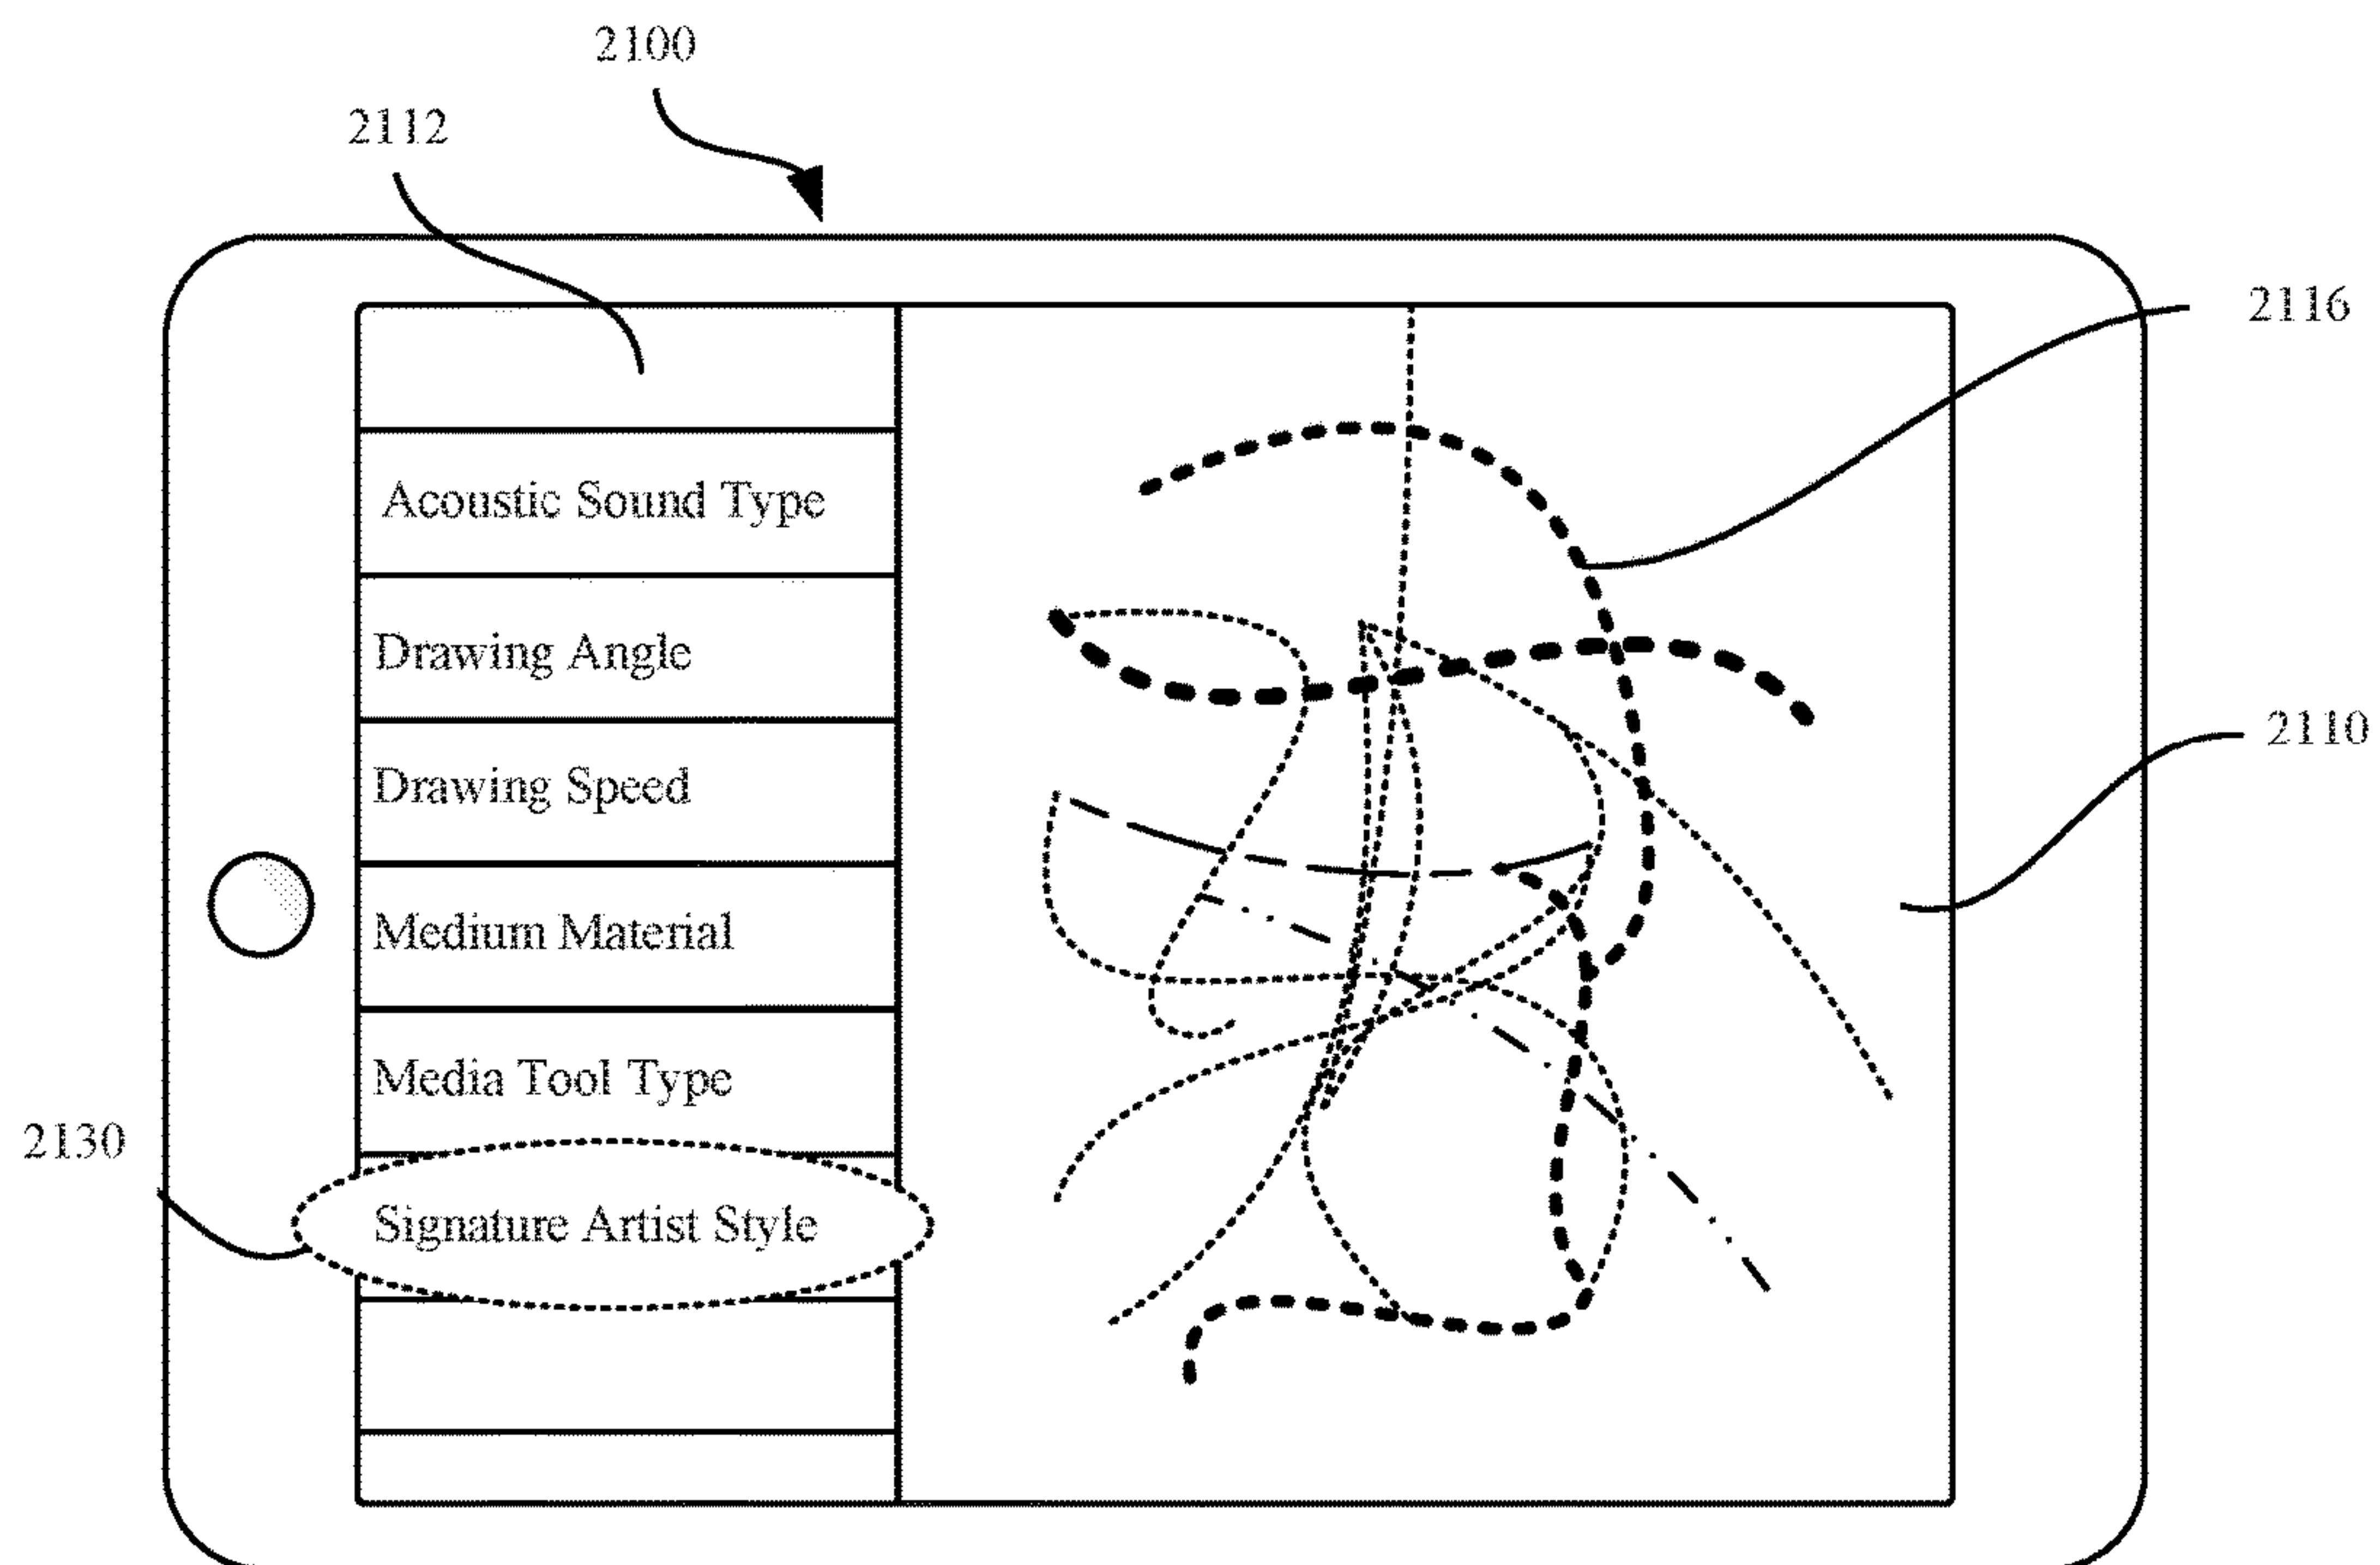 2100
2112
2116
Acoustic Sound Type
Drawing Angle
2110
Drawing Speed
Medium Material
Media Tool Type
2130
Signature Artist Style